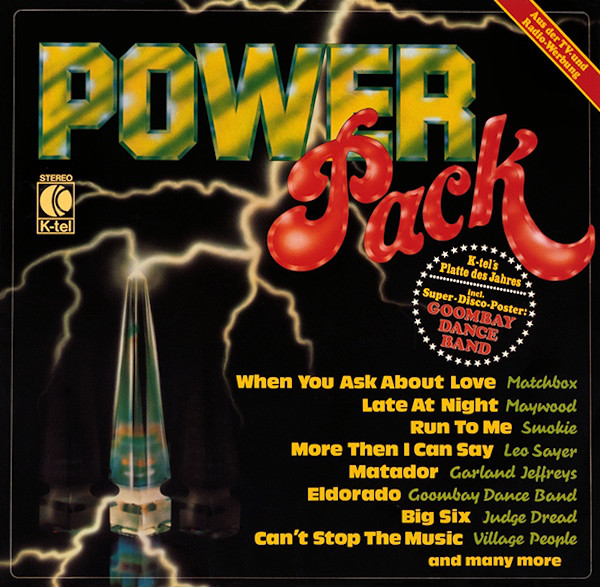 Aus der TV-und
Radio-Werbung
POWER
Pack
STEREO
K-tel
K-tel's
Platte des Jahres
incl.
Super-Disco-Poster:
GOOMBAY
DANCE
BAND
When You Ask About Love Matchbox
Late At Night Maywood
Run To Me Smokie
More Then I Can Say Leo Sayer
Matador Garland Jeffreys
Eldorado Goombay Dance Band
Big Six Judge Dread
Can't Stop The Music Village People
and many more